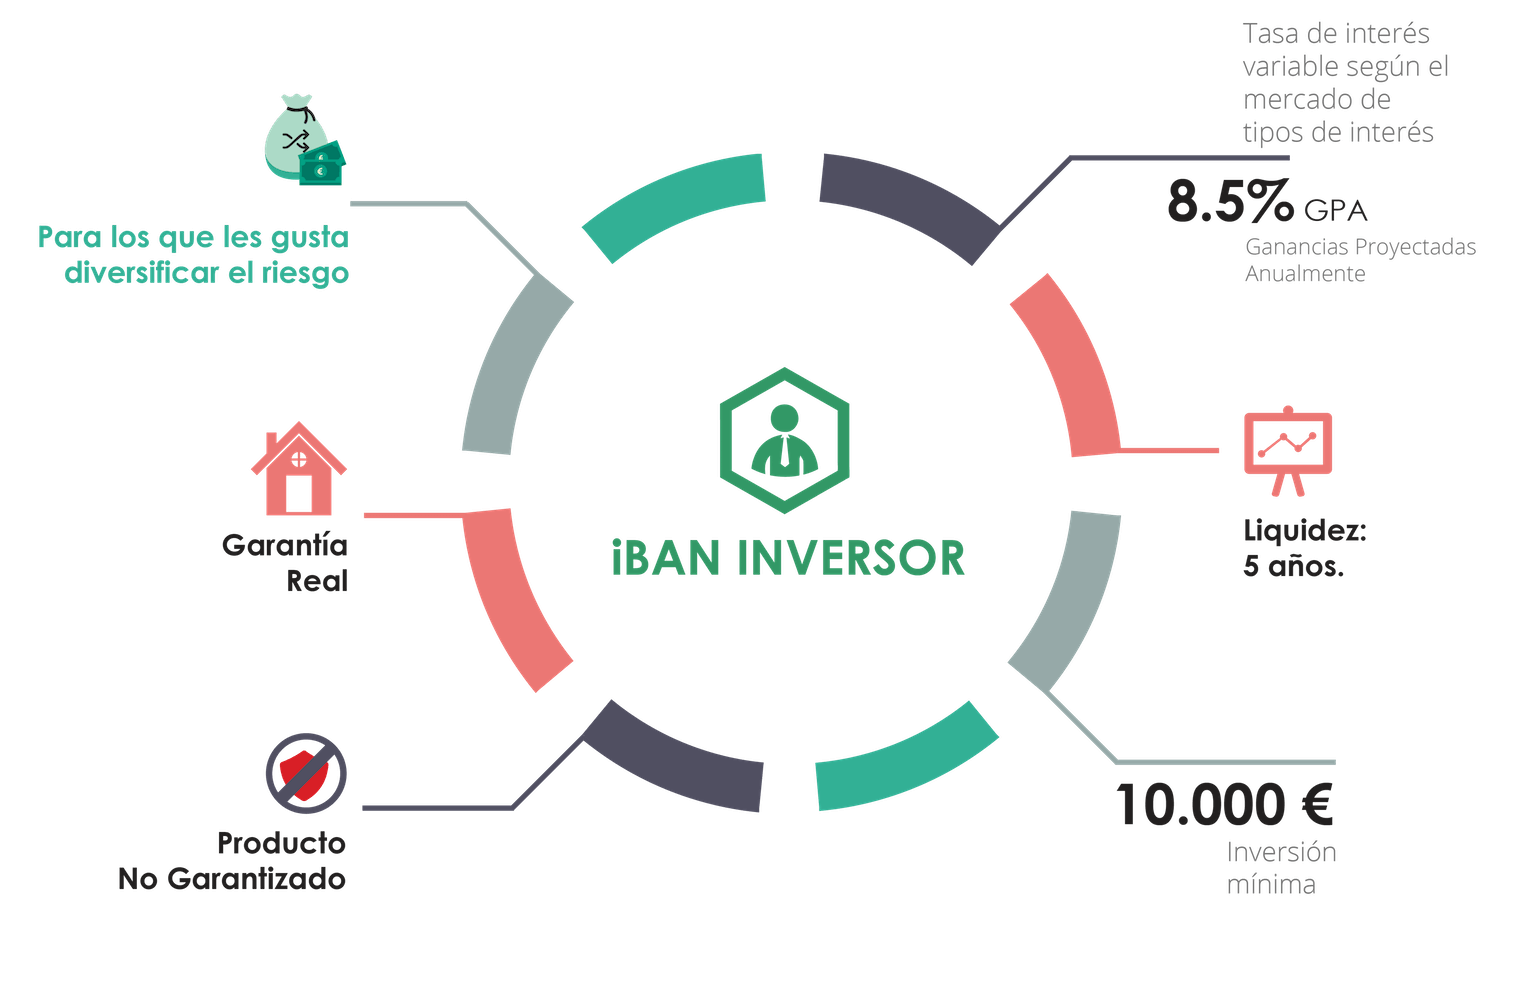 Tasa de interés
variable según el
mercado de
tipos de interés
8.5% GPA
Ganancias Proyectadas
Anualmente
Para los que les gusta
diversificar el riesgo
Garantía
Real
iBAN INVERSOR
Liquidez:
5 años.
Producto
No Garantizado
10.000 €
Inversión
mínima